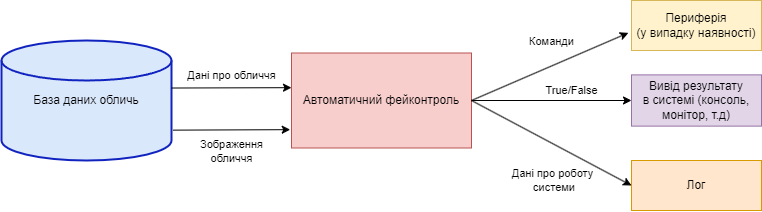 База даних облич
Дані про обличчя
Зображення
обличчя
Автоматичний фейконтроль
Команди
True/False
Дані про роботу
системи
Периферія
(у випадку наявності)
Вивід результату
в системі (консоль,
монітор, т.д)
Лог